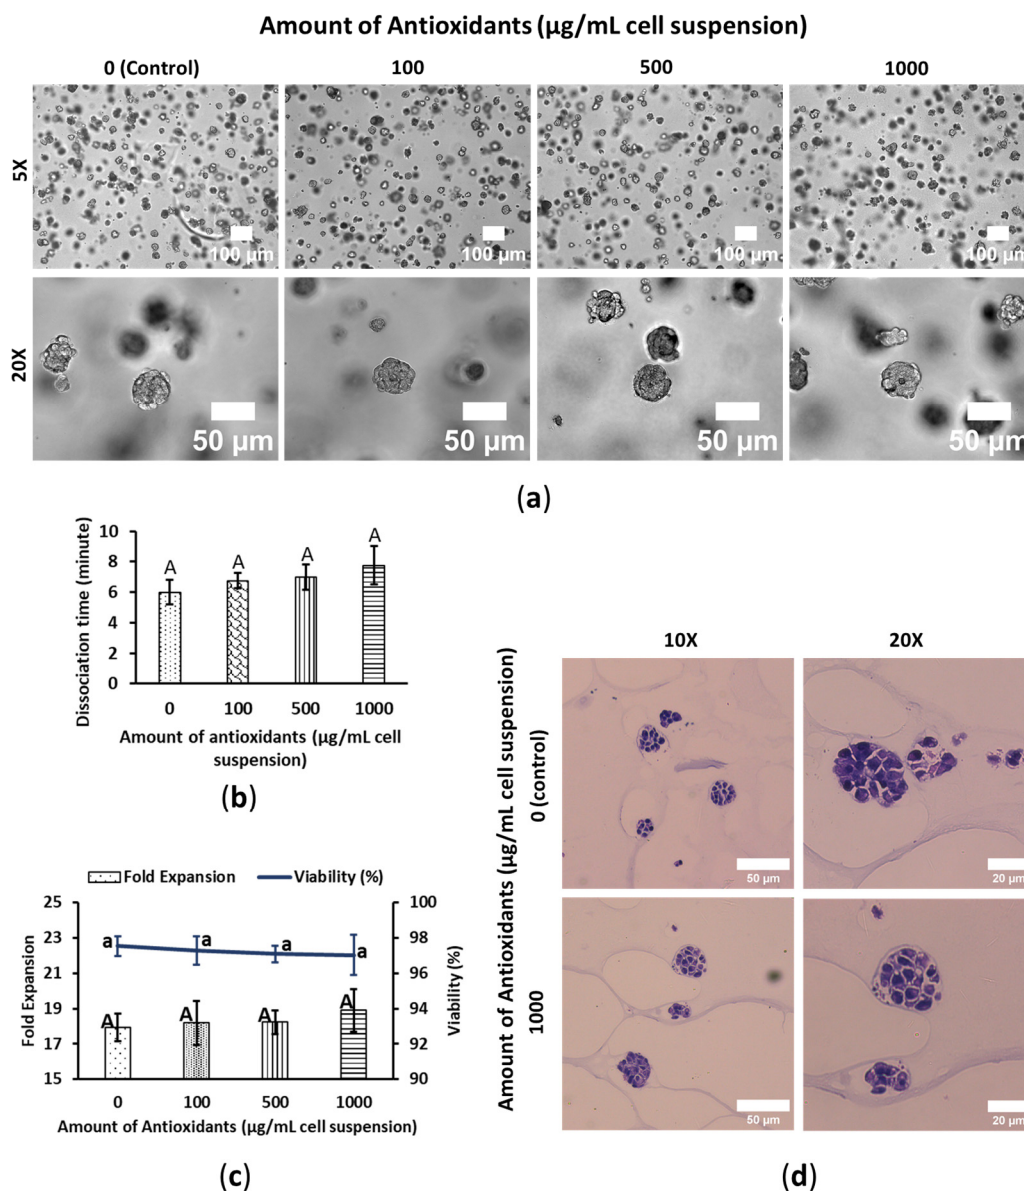 Amount of Antioxidants (µg/mL cell suspension)
0 (Control) 100 500 1000
5X
100 µm 100 µm 100 µm 100 µm
20X
50 µm 50 µm 50 µm 50 µm
(a)
Dissociation time (minute)
10
8
6
4
2
0
A A A A
0 100 500 1000
Amount of antioxidants (µg/mL cell
suspension)
(b)
Fold Expansion Viability (%)
Fold Expansion
25
23
21
19
17
15
a a a a
A A A A
100
98
96
94
92
90
Viability (%)
0 100 500 1000
Amount of Antioxidants (µg/mL cell suspension)
(c)
10X 20X
Amount of Antioxidants (µg/mL cell suspension)
0 (control)
50 µm 20 µm
1000
50 µm 20 µm
(d)